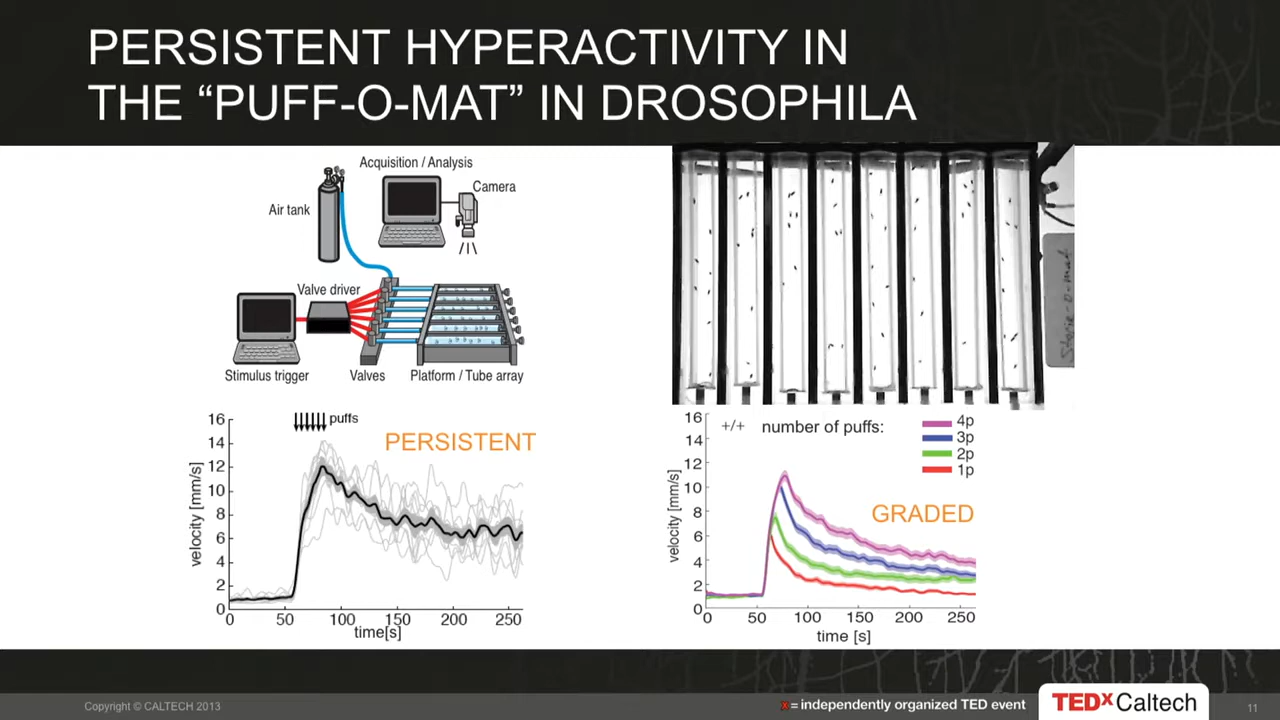 PERSISTENT HYPERACTIVITY IN
THE “PUFF-O-MAT” IN DROSOPHILA
Acquisition / Analysis
Camera
Air tank
Valve driver
Stimulus trigger
Valves
Platform / Tube array
puffs
PERSISTENT
16
14
12
10
8
6
4
2
0
velocity [mm/s]
0 50 100 150 200 250
time[s]
+/+ number of puffs:
4p
3p
2p
1p
GRADED
16
14
12
10
8
6
4
2
0
velocity [mm/s]
0 50 100 150 200 250
time [s]
Copyright © CALTECH 2013
x = independently organized TED event
TEDx Caltech
11